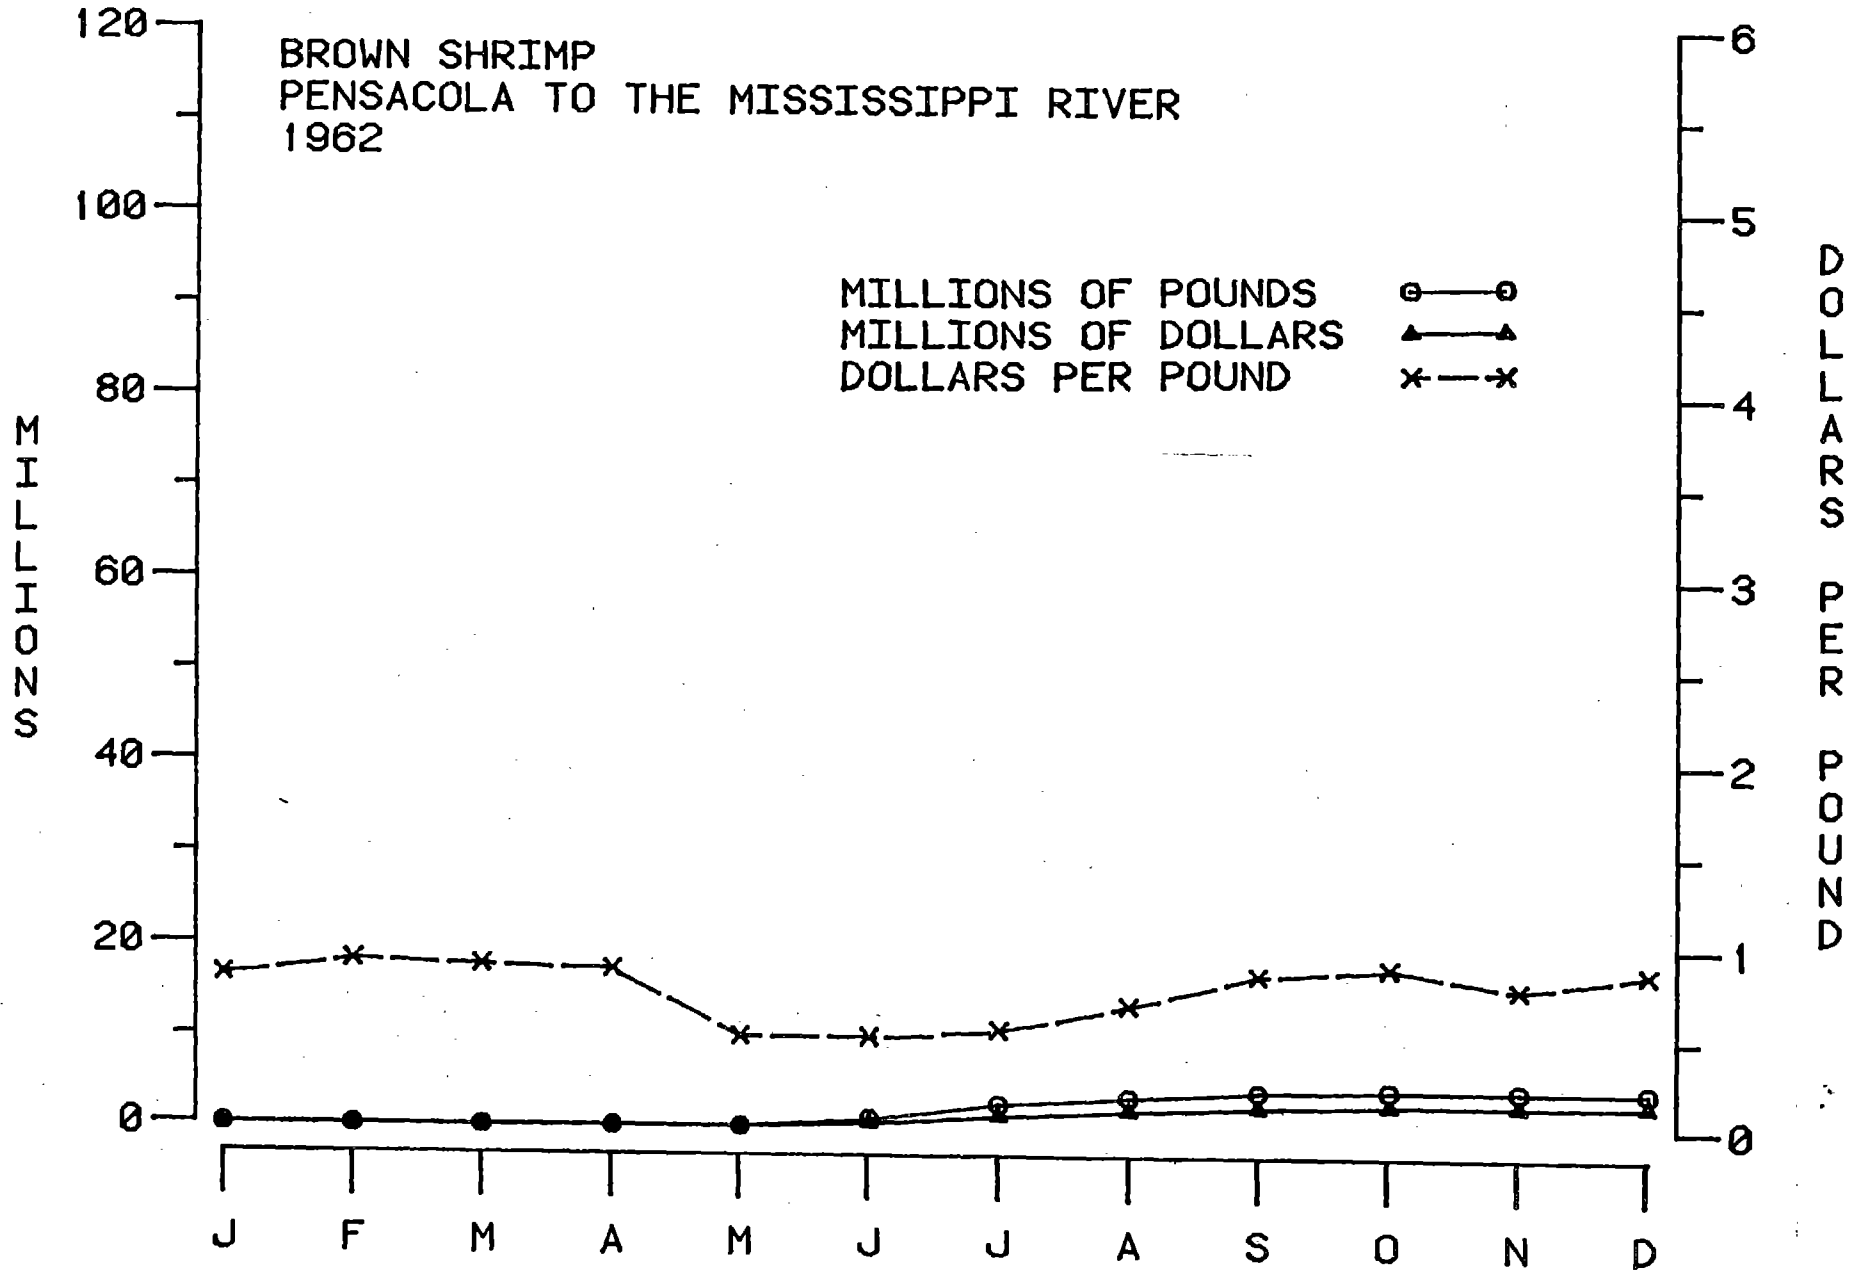 BROWN SHRIMP
PENSACOLA TO THE MISSISSIPPI RIVER
1962
MILLIONS OF POUNDS
MILLIONS OF DOLLARS
DOLLARS PER POUND
MILLIONS
120
100
80
60
40
20
0
DOLLARS PER POUND
6
5
4
3
2
1
0
J F M A M J J A S O N D